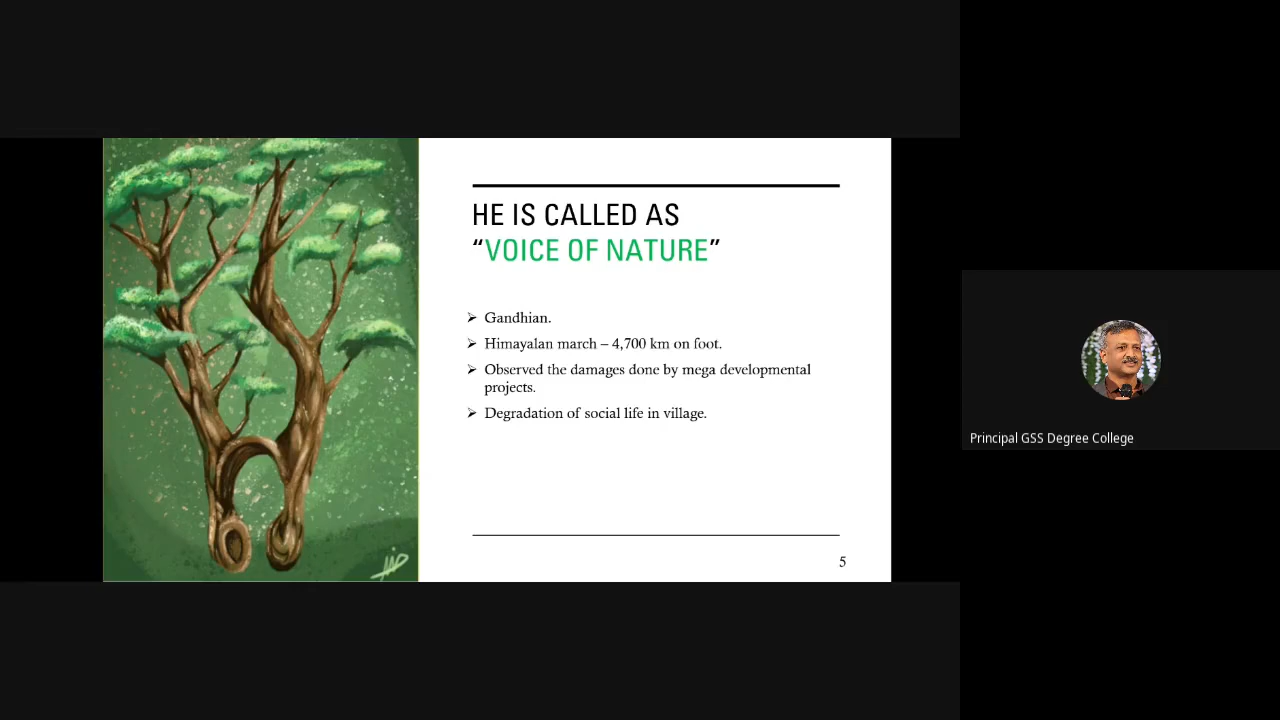 HE IS CALLED AS
“VOICE OF NATURE”
➢ Gandhian.
➢ Himayalan march – 4,700 km on foot.
➢ Observed the damages done by mega developmental
projects.
➢ Degradation of social life in village.
5
Principal GSS Degree College